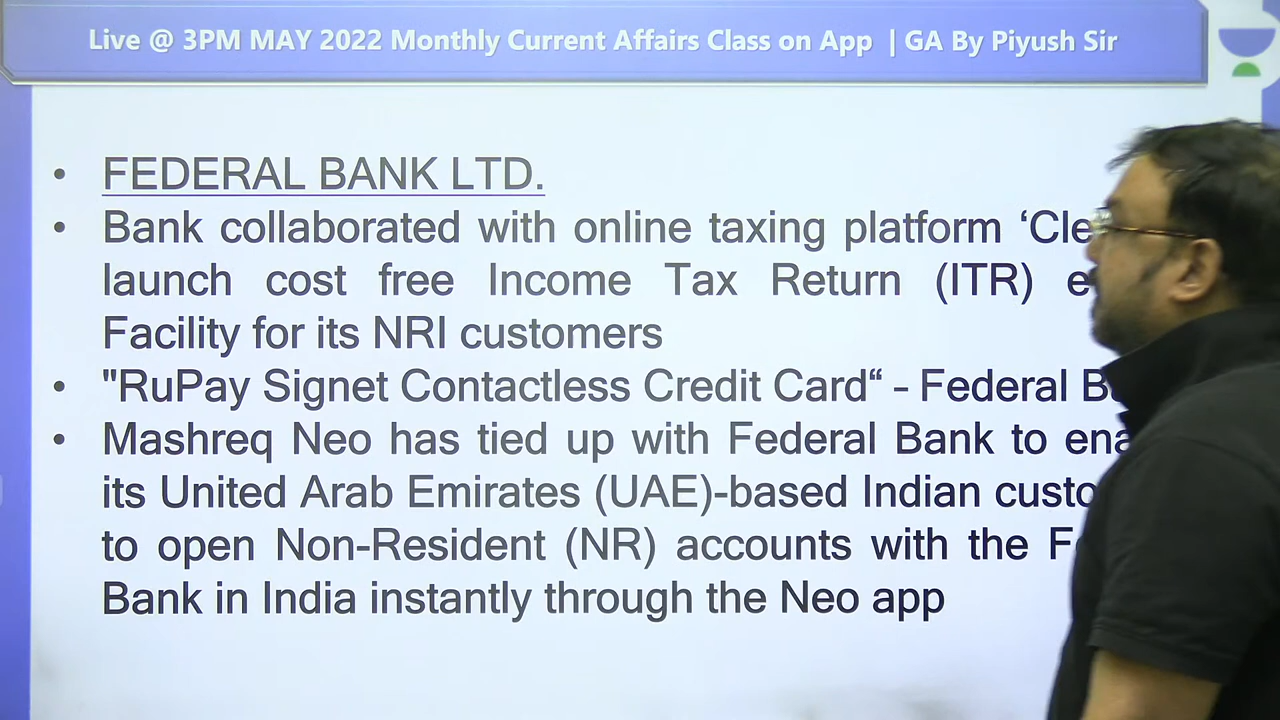 Live @ 3PM MAY 2022 Monthly Current Affairs Class on App | GA By Piyush Sir
• FEDERAL BANK LTD.
• Bank collaborated with online taxing platform
launch cost free Income Tax Return (ITR)
Facility for its NRI customers
• "RuPay Signet Contactless Credit Card“ – Federal
• Mashreq Neo has tied up with Federal Bank to
its United Arab Emirates (UAE)-based Indian
to open Non-Resident (NR) accounts with the
Bank in India instantly through the Neo app